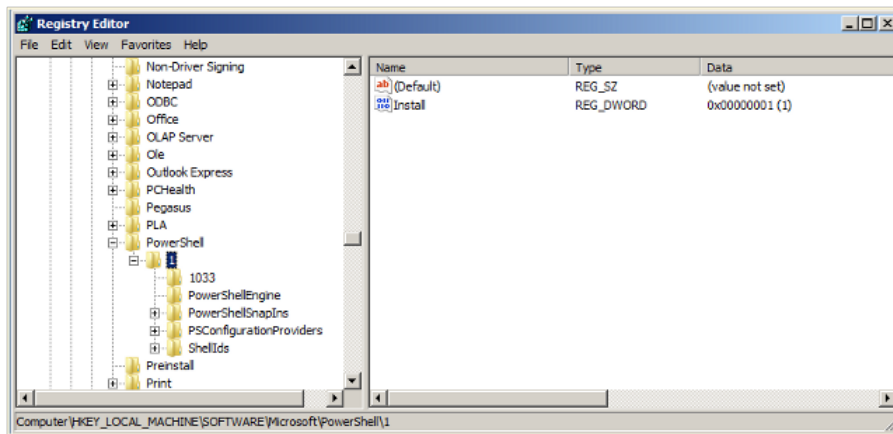 Registry Editor
File Edit View Favorites Help
Non-Driver Signing
Notepad
ODBC
Office
OLAP Server
Ole
Outlook Express
PCHealth
Pegasus
PLA
PowerShell
1
1033
PowerShellEngine
PowerShellSnapIns
PSConfigurationProviders
ShellIds
Preinstall
Print
Name Type Data
(Default) REG_SZ (value not set)
Install REG_DWORD 0x00000001 (1)
Computer\HKEY_LOCAL_MACHINE\SOFTWARE\Microsoft\PowerShell\1